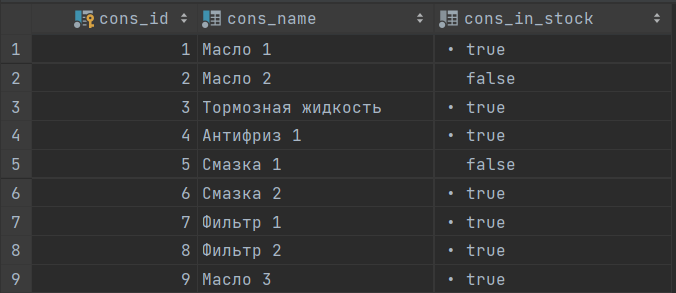 cons_id cons_name cons_in_stock
1 1 Масло 1 • true
2 2 Масло 2 false
3 3 Тормозная жидкость • true
4 4 Антифриз 1 • true
5 5 Смазка 1 false
6 6 Смазка 2 • true
7 7 Фильтр 1 • true
8 8 Фильтр 2 • true
9 9 Масло 3 • true